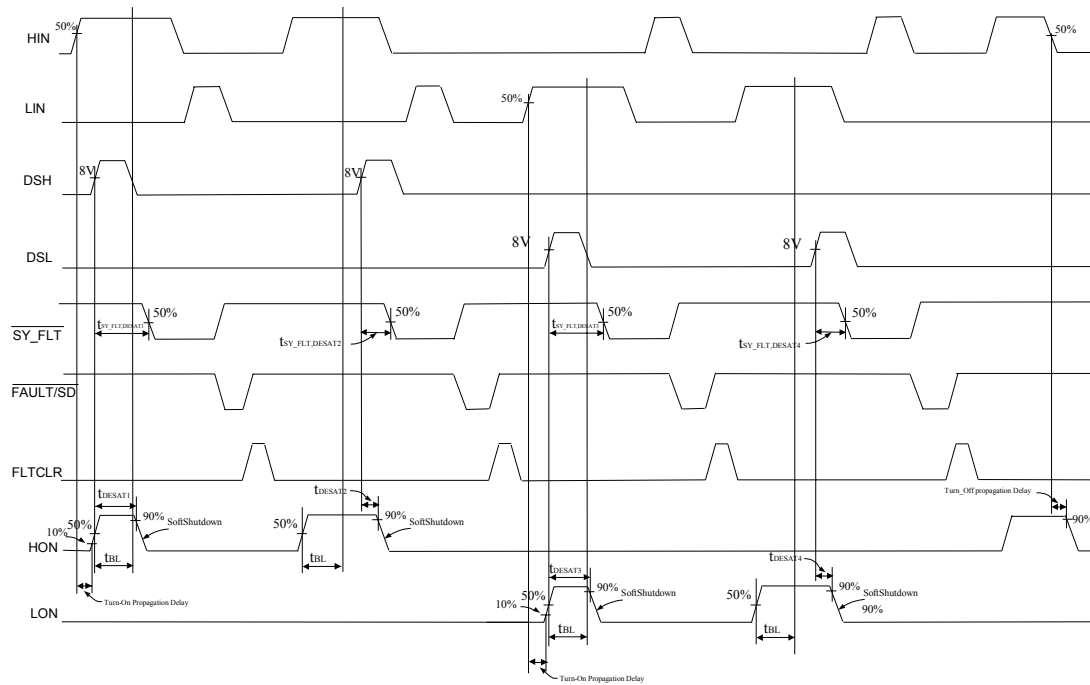 HIN
50%
50%
LIN
50%
DSH
8V
8V
DSL
8V
8V
SY_FLT
tSY_FLT,DESAT1
50%
tSY_FLT,DESAT2
50%
tSY_FLT,DESAT3
50%
tSY_FLT,DESAT4
50%
FAULT/SD
FLTCLR
HON
10%
50%
tDESAT1
90%
SoftShutdown
tBL
Turn-On Propagation Delay
50%
tDESAT2
90%
SoftShutdown
tBL
Turn_Off propagation Delay
90%
LON
10%
50%
tDESAT3
90%
SoftShutdown
tBL
Turn-On Propagation Delay
50%
tDESAT4
90%
SoftShutdown
90%
tBL